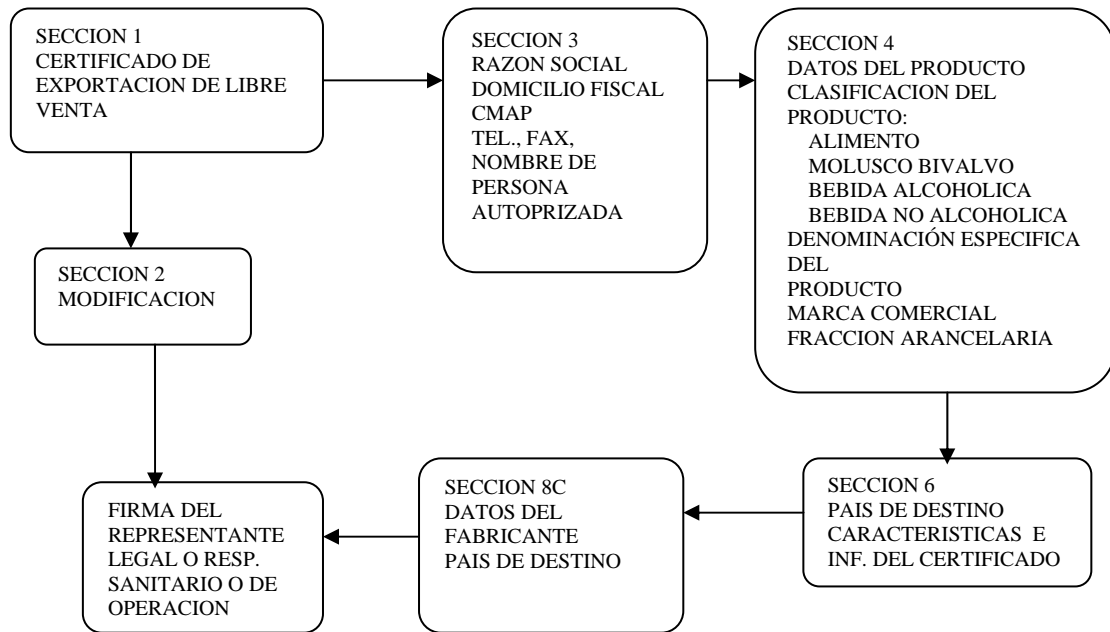 SECCION 1
CERTIFICADO DE
EXPORTACION DE LIBRE
VENTA
SECCION 3
RAZON SOCIAL
DOMICILIO FISCAL
CMAP
TEL., FAX,
NOMBRE DE
PERSONA
AUTOPRIZADA
SECCION 4
DATOS DEL PRODUCTO
CLASIFICACION DEL
PRODUCTO:
ALIMENTO
MOLUSCO BIVALVO
BEBIDA ALCOHOLICA
BEBIDA NO ALCOHOLICA
DENOMINACIÓN ESPECIFICA
DEL
PRODUCTO
MARCA COMERCIAL
FRACCION ARANCELARIA
SECCION 2
MODIFICACION
FIRMA DEL
REPRESENTANTE
LEGAL O RESP.
SANITARIO O DE
OPERACION
SECCION 8C
DATOS DEL
FABRICANTE
PAIS DE DESTINO
SECCION 6
PAIS DE DESTINO
CARACTERISTICAS E
INF. DEL CERTIFICADO